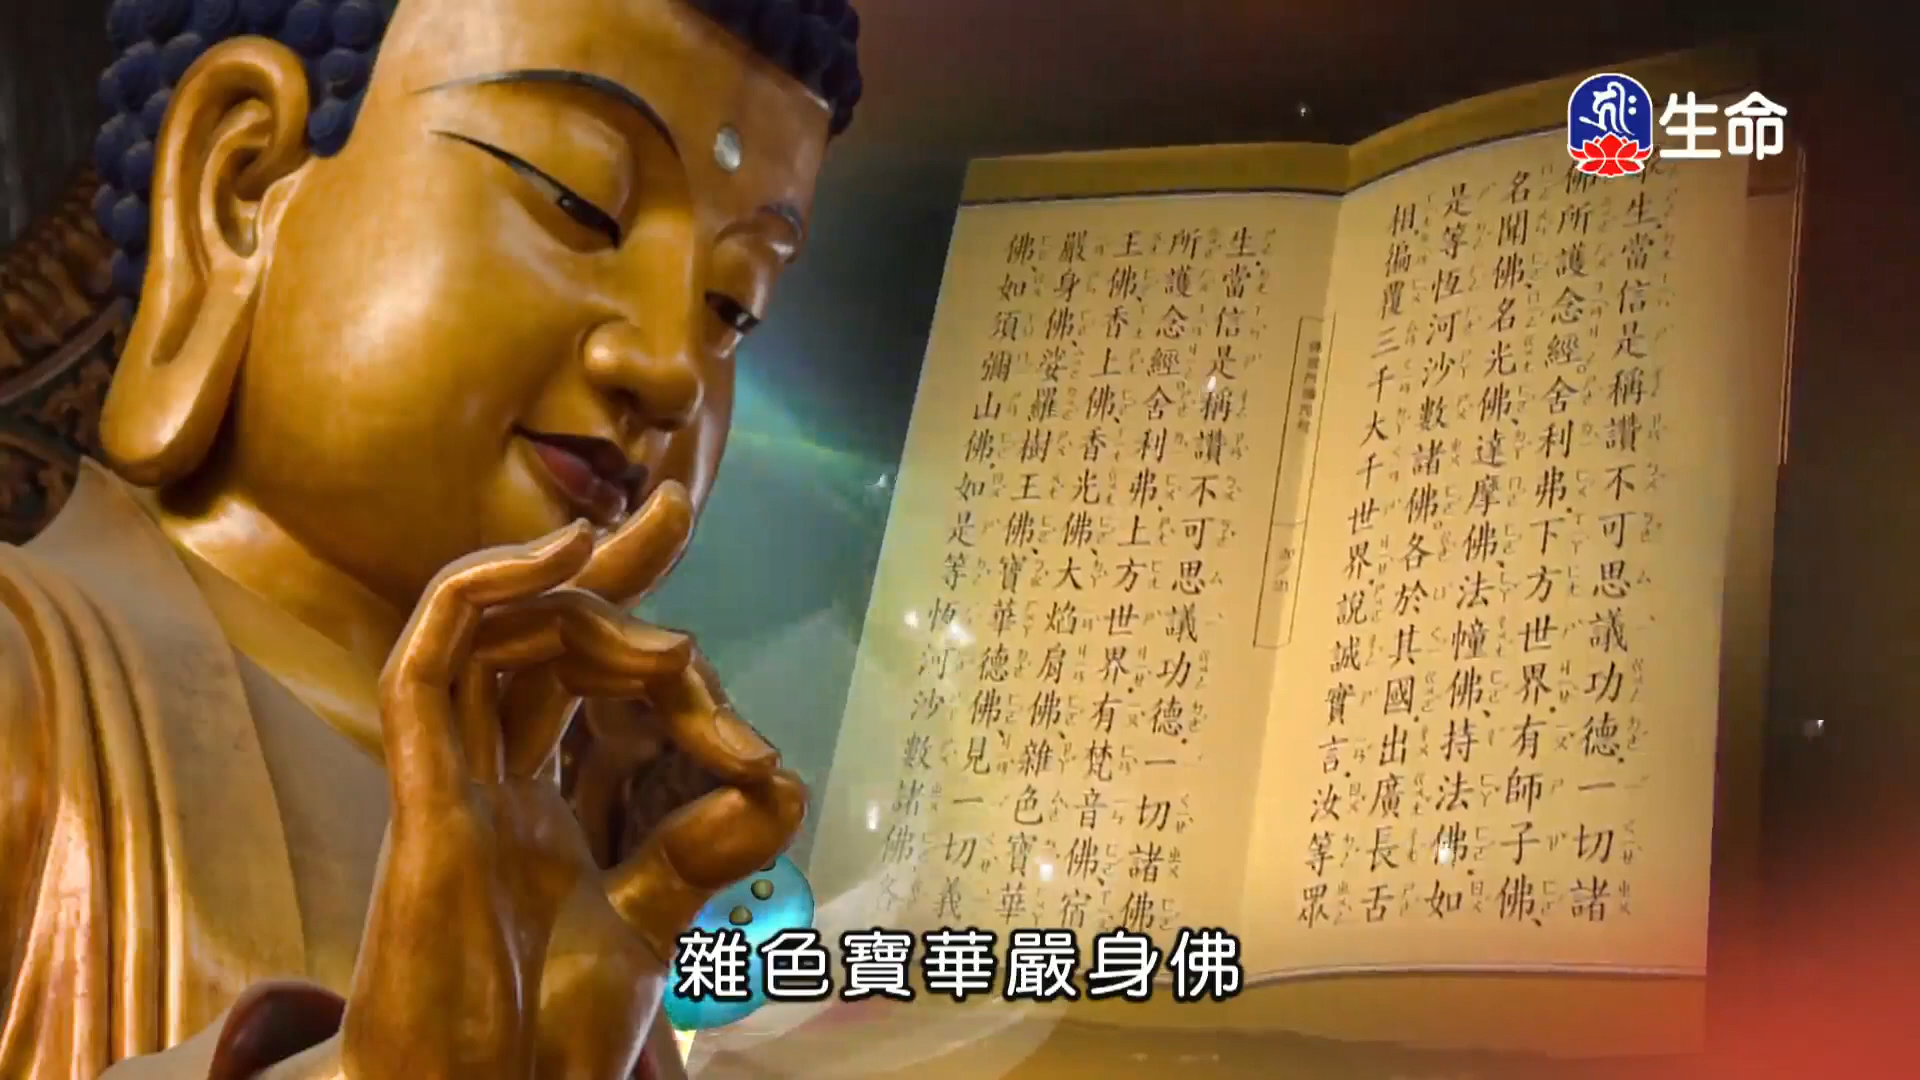 生命
生，當信是稱讚不可思議功德，一切諸
佛所護念經。舍利弗，下方世界，有師子佛、
名聞佛、名光佛、達摩佛、法幢佛、持法佛，如
是等恆河沙數諸佛，各於其國，出廣長舌
相，徧覆三千大千世界，說誠實言，汝等眾
生，當信是稱讚不可思議功德，一切諸佛
所護念經。舍利弗，上方世界，有梵音佛、宿
王佛、香上佛、香光佛、大焰肩佛、雜色寶華
嚴身佛、娑羅樹王佛、寶華德佛、見一切義
佛、如須彌山佛，如是等恆河沙數諸佛，各
雜色寶華嚴身佛